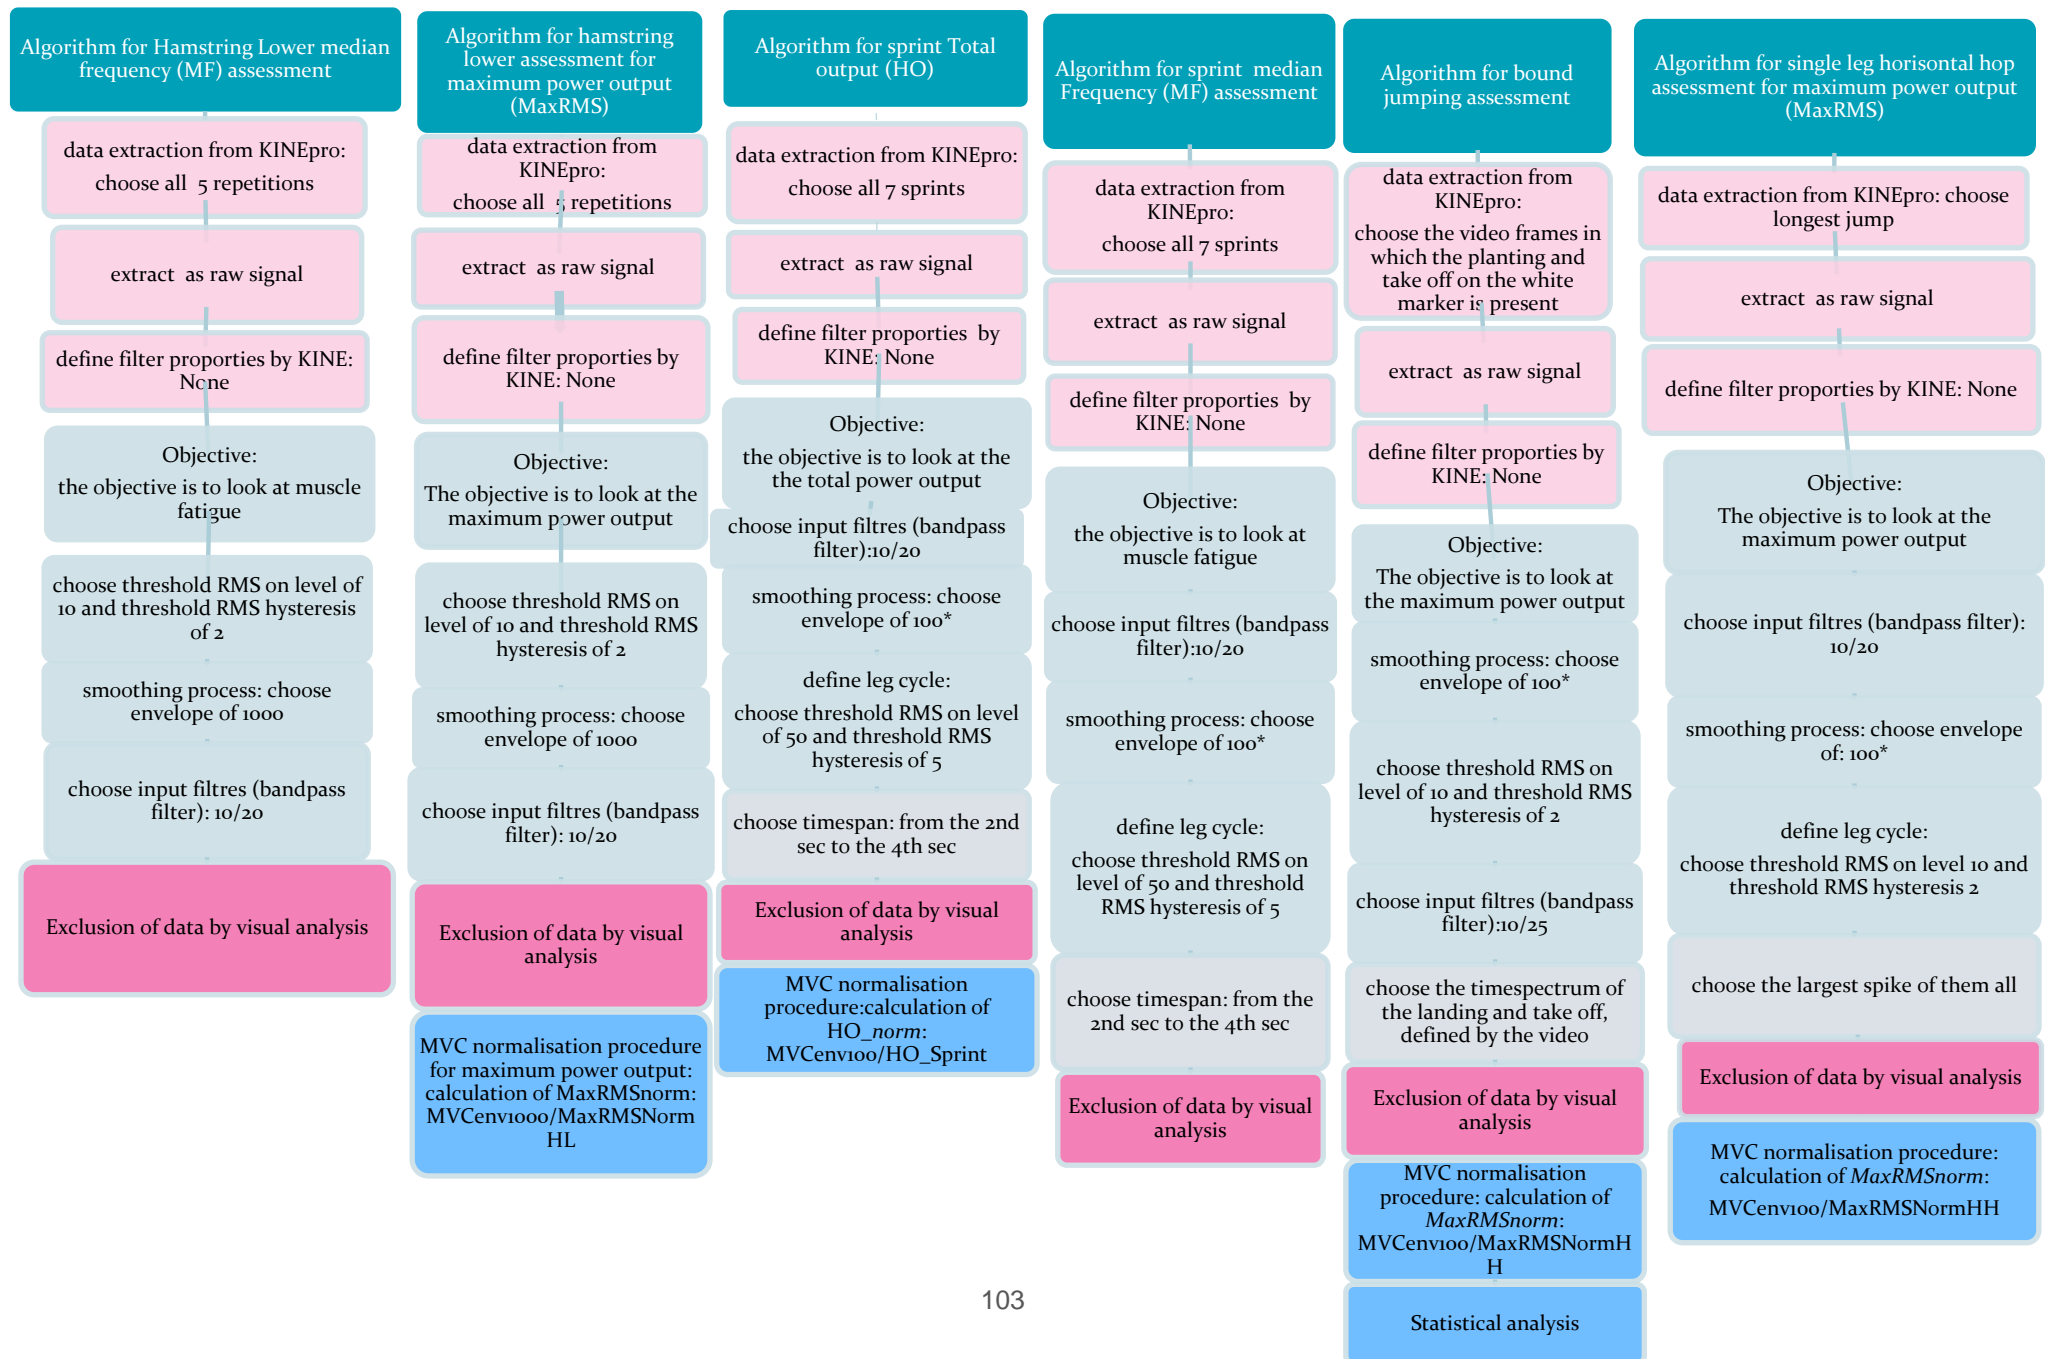 Algorithm for Hamstring Lower median
frequency (MF) assessment
data extraction from KINEpro:
choose all 5 repetitions
extract as raw signal
define filter proporties by KINE:
None
Objective:
the objective is to look at muscle
fatigue
choose threshold RMS on level of
10 and threshold RMS hysteresis
of 2
smoothing process: choose
envelope of 1000
choose input filtres (bandpass
filter): 10/20
Exclusion of data by visual analysis
Algorithm for hamstring
lower assessment for
maximum power output
(MaxRMS)
data extraction from
KINEpro:
choose all 5 repetitions
extract as raw signal
define filter proporties by
KINE: None
Objective:
The objective is to look at the
maximum power output
choose threshold RMS on
level of 10 and threshold RMS
hysteresis of 2
smoothing process: choose
envelope of 1000
choose input filtres (bandpass
filter): 10/20
Exclusion of data by visual
analysis
MVC normalisation procedure
for maximum power output:
calculation of MaxRMSnorm:
MVCenv1000/MaxRMSNorm
HL
Algorithm for sprint Total
output (HO)
data extraction from KINEpro:
choose all 7 sprints
extract as raw signal
define filter proporties by
KINE: None
Objective:
the objective is to look at the
the total power output
choose input filtres (bandpass
filter):10/20
smoothing process: choose
envelope of 100*
define leg cycle:
choose threshold RMS on level
of 50 and threshold RMS
hysteresis of 5
choose timespan: from the 2nd
sec to the 4th sec
Exclusion of data by visual
analysis
MVC normalisation
procedure:calculation of
HO_norm:
MVCenv100/HO_Sprint
Algorithm for sprint median
Frequency (MF) assessment
data extraction from
KINEpro:
choose all 7 sprints
extract as raw signal
define filter proporties by
KINE: None
Objective:
the objective is to look at
muscle fatigue
choose input filtres (bandpass
filter):10/20
smoothing process: choose
envelope of 100*
define leg cycle:
choose threshold RMS on
level of 50 and threshold
RMS hysteresis of 5
choose timespan: from the
2nd sec to the 4th sec
Exclusion of data by visual
analysis
Algorithm for bound
jumping assessment
data extraction from
KINEpro:
choose the video frames in
which the planting and
take off on the white
marker is present
extract as raw signal
define filter proporties by
KINE: None
Objective:
The objective is to look at
the maximum power output
smoothing process: choose
envelope of 100*
choose threshold RMS on
level of 10 and threshold RMS
hysteresis of 2
choose input filtres (bandpass
filter):10/25
choose the timespectrum of
the landing and take off,
defined by the video
Exclusion of data by visual
analysis
MVC normalisation
procedure: calculation of
MaxRMSnorm:
MVCenv100/MaxRMSNormH
H
Statistical analysis
Algorithm for single leg horisontal hop
assessment for maximum power output
(MaxRMS)
data extraction from KINEpro: choose
longest jump
extract as raw signal
define filter proporties by KINE: None
Objective:
The objective is to look at the
maximum power output
choose input filtres (bandpass filter):
10/20
smoothing process: choose envelope
of: 100*
define leg cycle:
choose threshold RMS on level 10 and
threshold RMS hysteresis 2
choose the largest spike of them all
Exclusion of data by visual analysis
MVC normalisation procedure:
calculation of MaxRMSnorm:
MVCenv100/MaxRMSNormHH
103